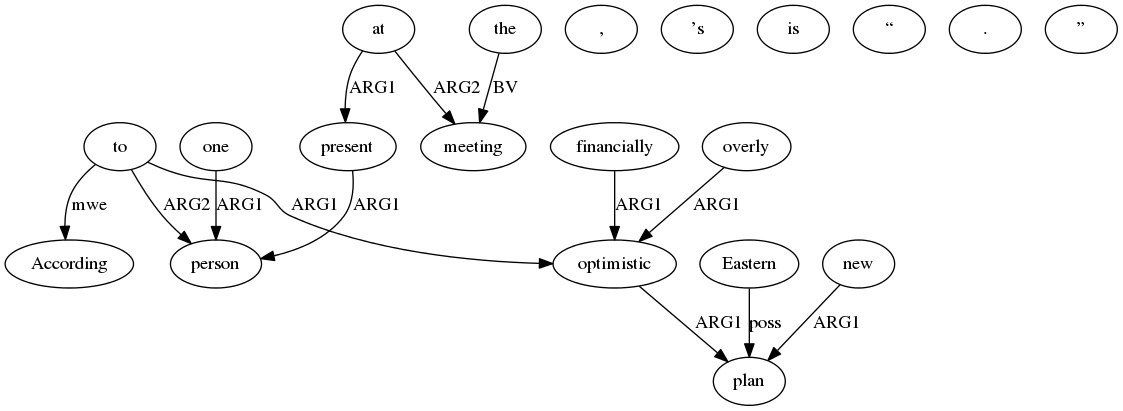 at the , ’s is “ . ”
ARG1 ARG2 BV
to one present meeting financially overly
mwe ARG2 ARG1 ARG1 ARG1 ARG1 ARG1
According person optimistic Eastern new
ARG1 poss ARG1
plan